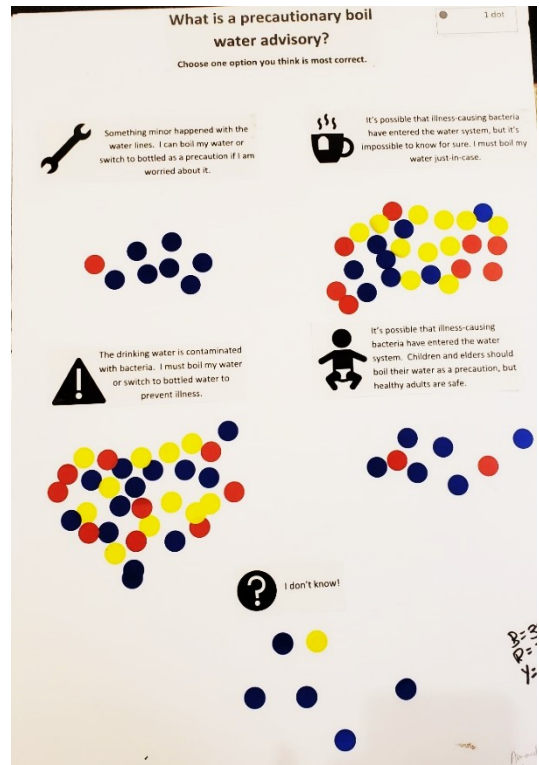 What is a precautionary boil
water advisory?
Choose one option you think is most correct.
1 dot
Something minor happened with the
water lines. I can boil my water or
switch to bottled as a precaution if I am
worried about it.
It's possible that illness-causing bacteria
have entered the water system, but it's
impossible to know for sure. I must boil my
water just-in-case.
The drinking water is contaminated
with bacteria. I must boil my water
or switch to bottled water to
prevent illness.
It's possible that illness-causing
bacteria have entered the water
system. Children and elders should
boil their water as a precaution, but
healthy adults are safe.
?
I don't know!
B=3
R=
Y=